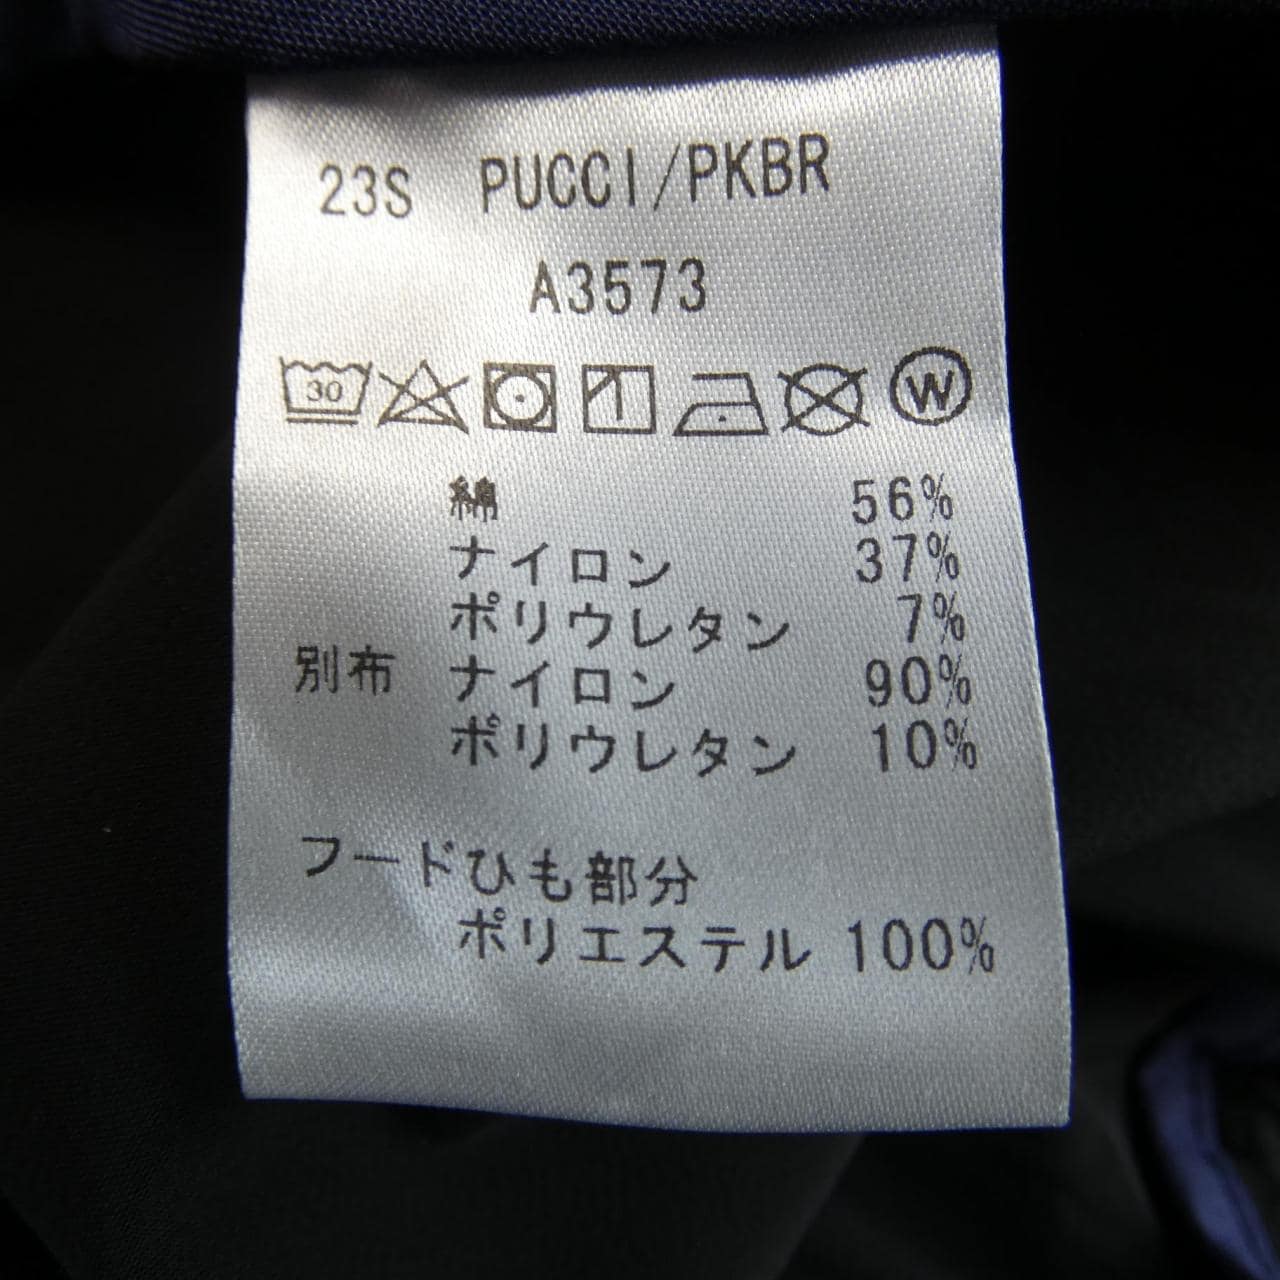 23S PUCCI/PKBR
A3573
30 W
綿 56%
ナイロン 37%
ポリウレタン 7%
別布 ナイロン 90%
ポリウレタン 10%
フードひも部分
ポリエステル 100%